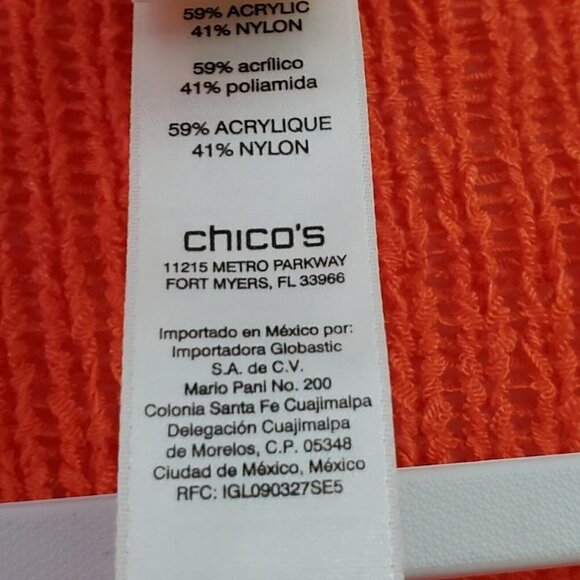 59% ACRYLIC
41% NYLON
59% acrílico
41% poliamida
59% ACRYLIQUE
41% NYLON
chico's
11215 METRO PARKWAY
FORT MYERS, FL 33966
Importado en México por:
Importadora Globastic
S.A. de C.V.
Mario Pani No. 200
Colonia Santa Fe Cuajimalpa
Delegación Cuajimalpa
de Morelos, C.P. 05348
Ciudad de México, México
RFC: IGL090327SE5